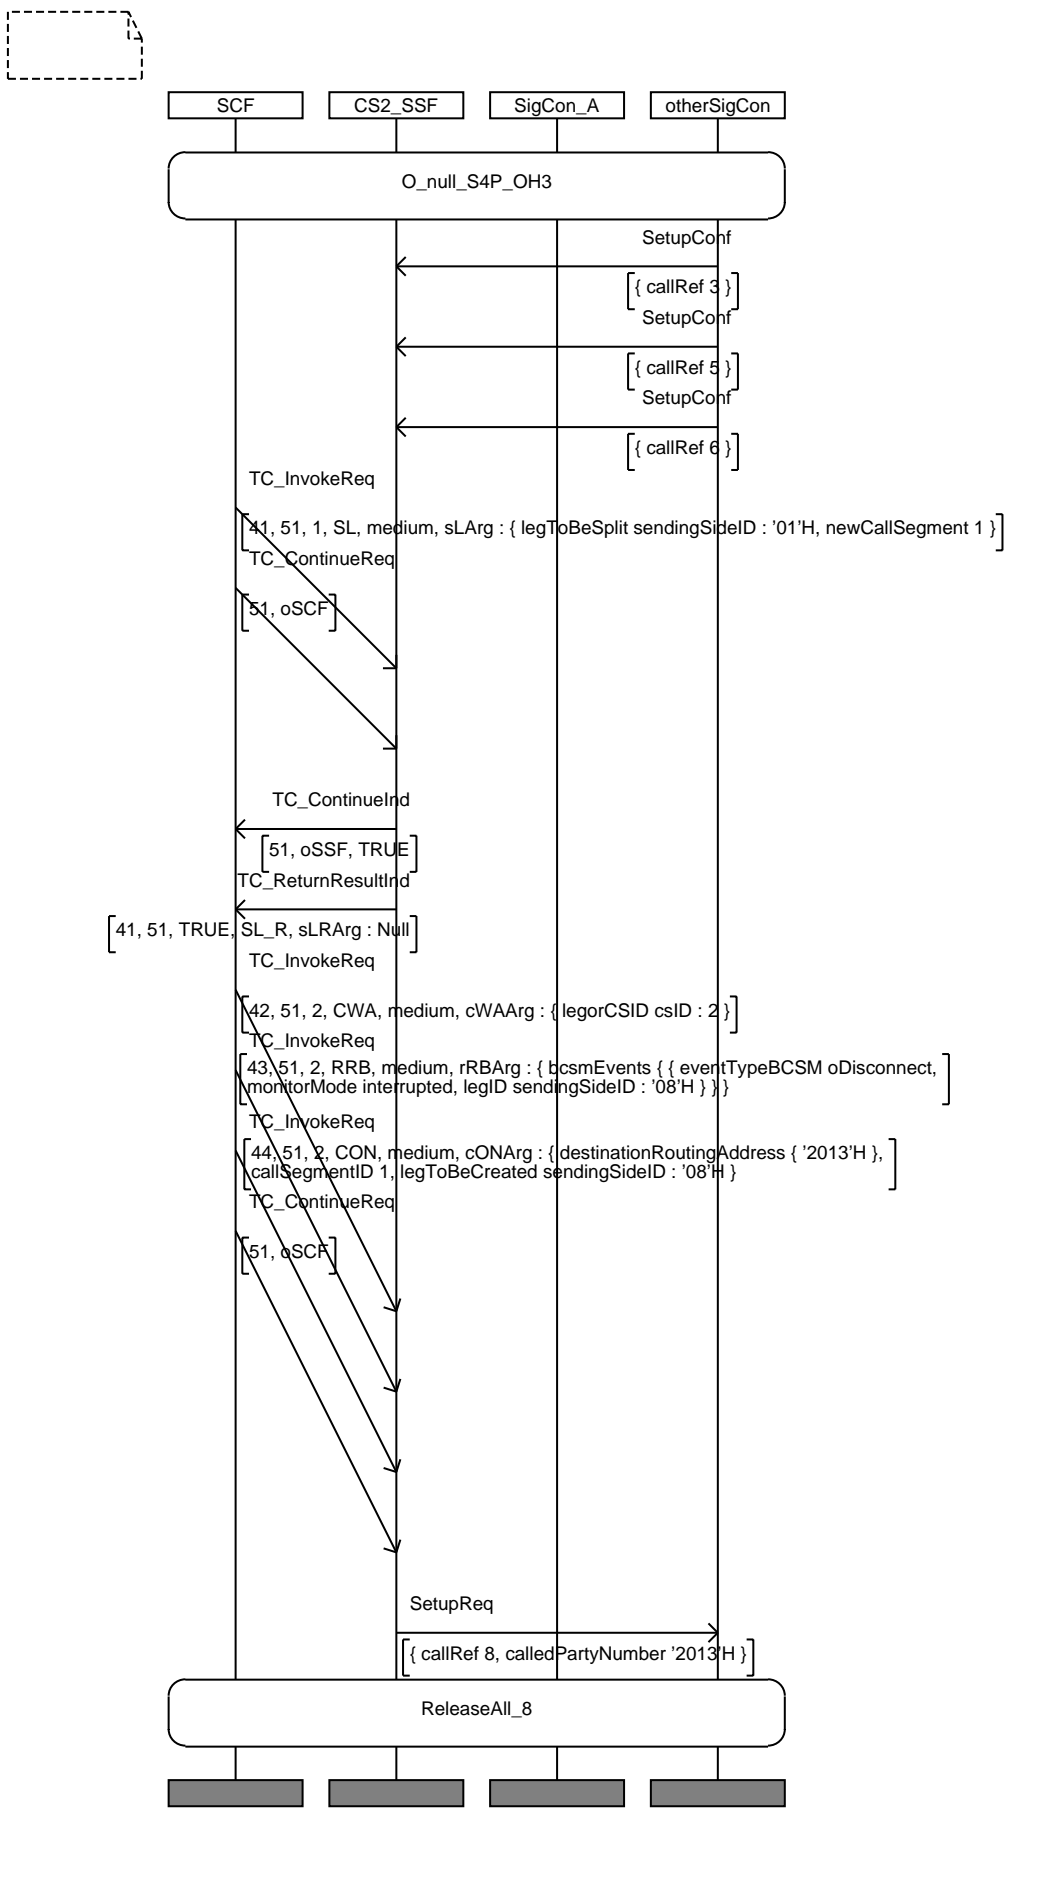 SCF
CS2_SSF
SigCon_A
otherSigCon
O_null_S4P_OH3
SetupConf
{ callRef 3 }
SetupConf
{ callRef 5 }
SetupConf
{ callRef 6 }
TC_InvokeReq
41, 51, 1, SL, medium, sLArg : { legToBeSplit sendingSideID : '01'H, newCallSegment 1 }
TC_ContinueReq
51, oSCF
TC_ContinueInd
51, oSSF, TRUE
TC_ReturnResultInd
41, 51, TRUE, SL_R, sLRArg : Null
TC_InvokeReq
42, 51, 2, CWA, medium, cWAArg : { legorCSID csID : 2 }
TC_InvokeReq
43, 51, 2, RRB, medium, rRBArg : { bcsmEvents { { eventTypeBCSM oDisconnect,
monitorMode interrupted, legID sendingSideID : '08'H } } }
TC_InvokeReq
44, 51, 2, CON, medium, cONArg : { destinationRoutingAddress { '2013'H },
callSegmentID 1, legToBeCreated sendingSideID : '08'H }
TC_ContinueReq
51, oSCF
SetupReq
{ callRef 8, calledPartyNumber '2013'H }
ReleaseAll_8